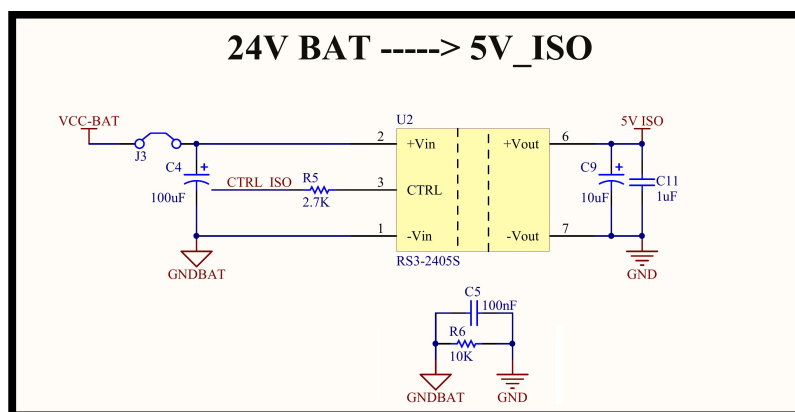 24V BAT -----> 5V_ISO
VCC-BAT
J3
C4
100uF
CTRL_ISO
R5
2.7K
GNDBAT
U2
2
+Vin
3
CTRL
1
-Vin
+Vout
6
-Vout
7
RS3-2405S
5V ISO
C9
10uF
C11
1uF
GND
C5
100nF
R6
10K
GNDBAT
GND